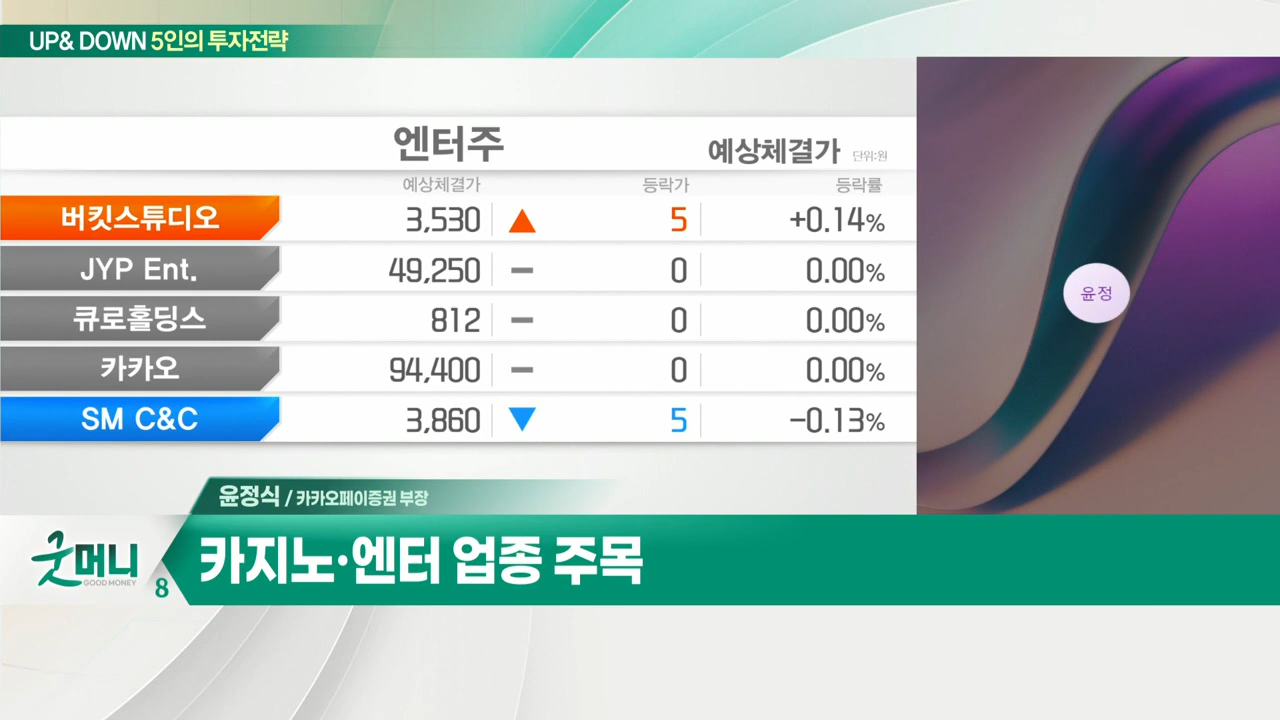 UP& DOWN 5인의 투자전략
엔터주 예상체결가 단위:원
예상체결가 등락가 등락률
버킷스튜디오 3,530 ▲ 5 +0.14%
JYP Ent. 49,250 － 0 0.00%
큐로홀딩스 812 － 0 0.00%
카카오 94,400 － 0 0.00%
SM C&C 3,860 ▼ 5 -0.13%
윤정
윤정식 / 카카오페이증권 부장
굿머니
GOOD MONEY
8
카지노·엔터 업종 주목